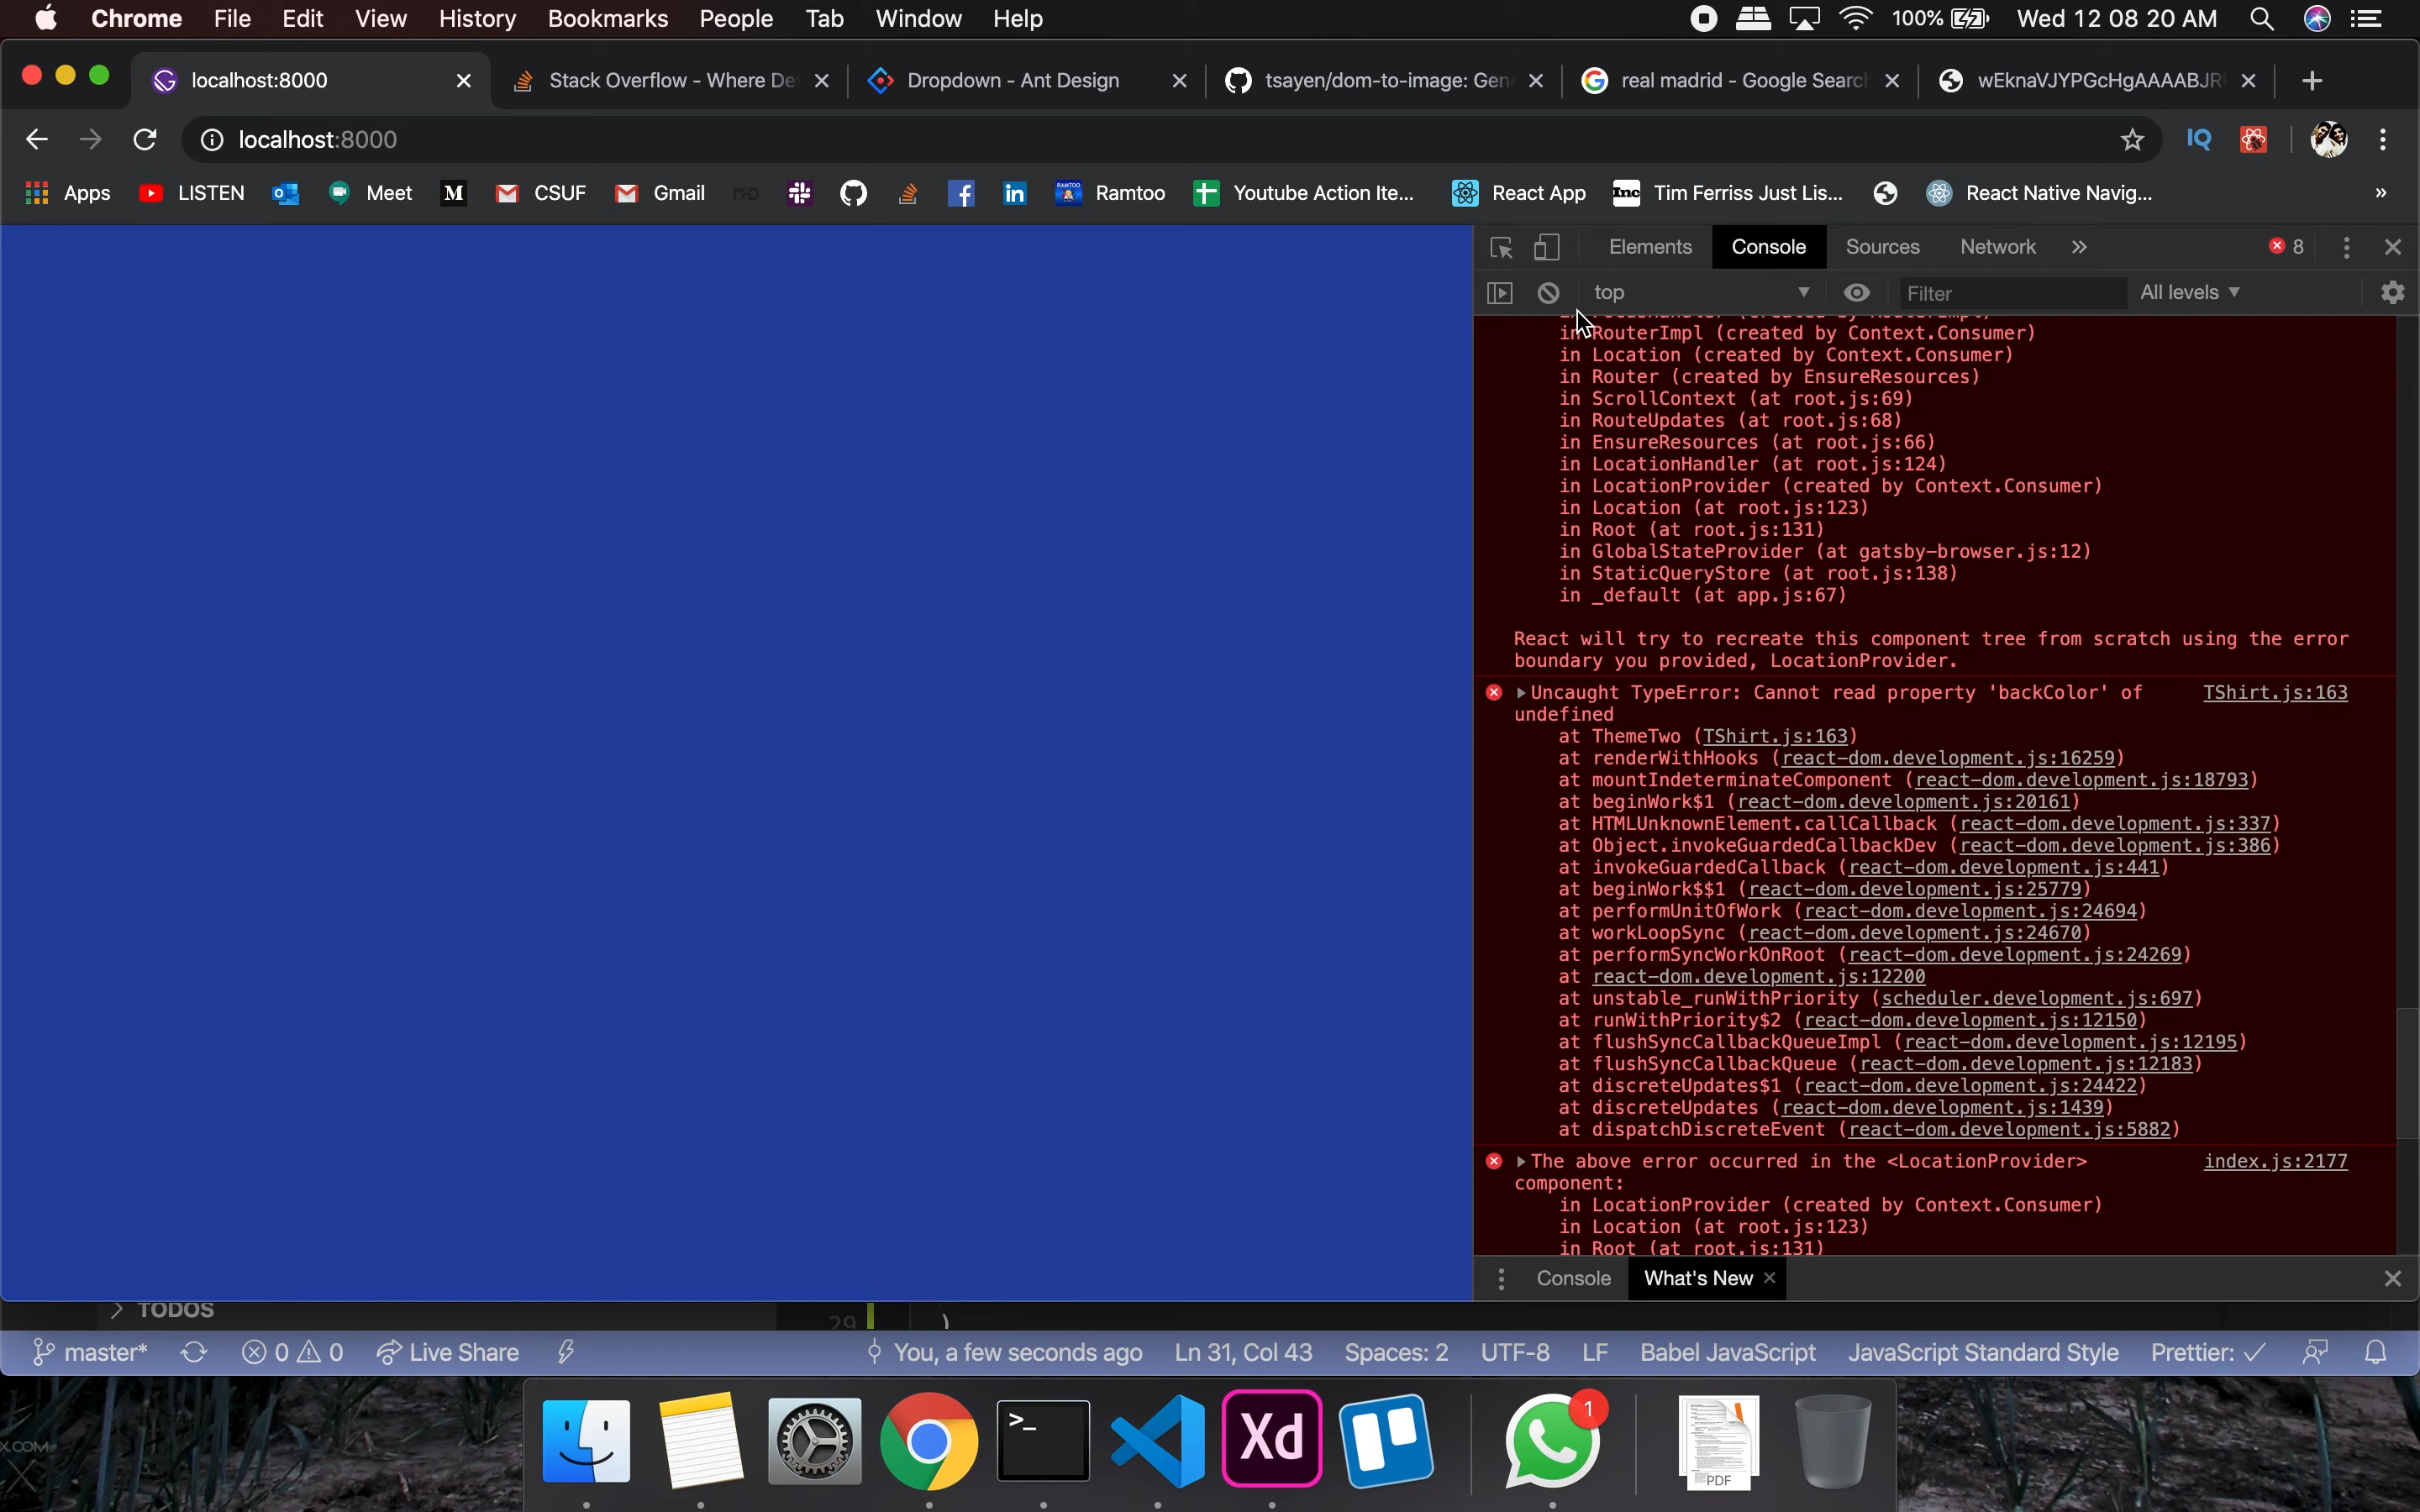 Chrome File Edit View History Bookmarks People Tab Window Help 100% Wed 12 08 20 AM
localhost:8000 Stack Overflow - Where De Dropdown - Ant Design tsayen/dom-to-image: Gen real madrid - Google Search wEknaVJYPGcHgAAAABJR
localhost:8000 IQ
Apps LISTEN Meet M CSUF Gmail Ramtoo Youtube Action Ite... React App Inc Tim Ferriss Just Lis... React Native Navig... »
Elements Console Sources Network » 8
top Filter All levels
in RouterImpl (created by Context.Consumer)
in Location (created by Context.Consumer)
in Router (created by EnsureResources)
in ScrollContext (at root.js:69)
in RouteUpdates (at root.js:68)
in EnsureResources (at root.js:66)
in LocationHandler (at root.js:124)
in LocationProvider (created by Context.Consumer)
in Location (at root.js:123)
in Root (at root.js:131)
in GlobalStateProvider (at gatsby-browser.js:12)
in StaticQueryStore (at root.js:138)
in _default (at app.js:67)
React will try to recreate this component tree from scratch using the error
boundary you provided, LocationProvider.
Uncaught TypeError: Cannot read property 'backColor' of TShirt.js:163
undefined
at ThemeTwo (TShirt.js:163)
at renderWithHooks (react-dom.development.js:16259)
at mountIndeterminateComponent (react-dom.development.js:18793)
at beginWork$1 (react-dom.development.js:20161)
at HTMLUnknownElement.callCallback (react-dom.development.js:337)
at Object.invokeGuardedCallbackDev (react-dom.development.js:386)
at invokeGuardedCallback (react-dom.development.js:441)
at beginWork$$1 (react-dom.development.js:25779)
at performUnitOfWork (react-dom.development.js:24694)
at workLoopSync (react-dom.development.js:24670)
at performSyncWorkOnRoot (react-dom.development.js:24269)
at react-dom.development.js:12200
at unstable_runWithPriority (scheduler.development.js:697)
at runWithPriority$2 (react-dom.development.js:12150)
at flushSyncCallbackQueueImpl (react-dom.development.js:12195)
at flushSyncCallbackQueue (react-dom.development.js:12183)
at discreteUpdates$1 (react-dom.development.js:24422)
at discreteUpdates (react-dom.development.js:1439)
at dispatchDiscreteEvent (react-dom.development.js:5882)
The above error occurred in the <LocationProvider> index.js:2177
component:
in LocationProvider (created by Context.Consumer)
in Location (at root.js:123)
in Root (at root.js:131)
Console What's New
TODOS 29 )
master* 0 0 Live Share You, a few seconds ago Ln 31, Col 43 Spaces: 2 UTF-8 LF Babel JavaScript JavaScript Standard Style Prettier: ✓
>_ Xd 1 PDF